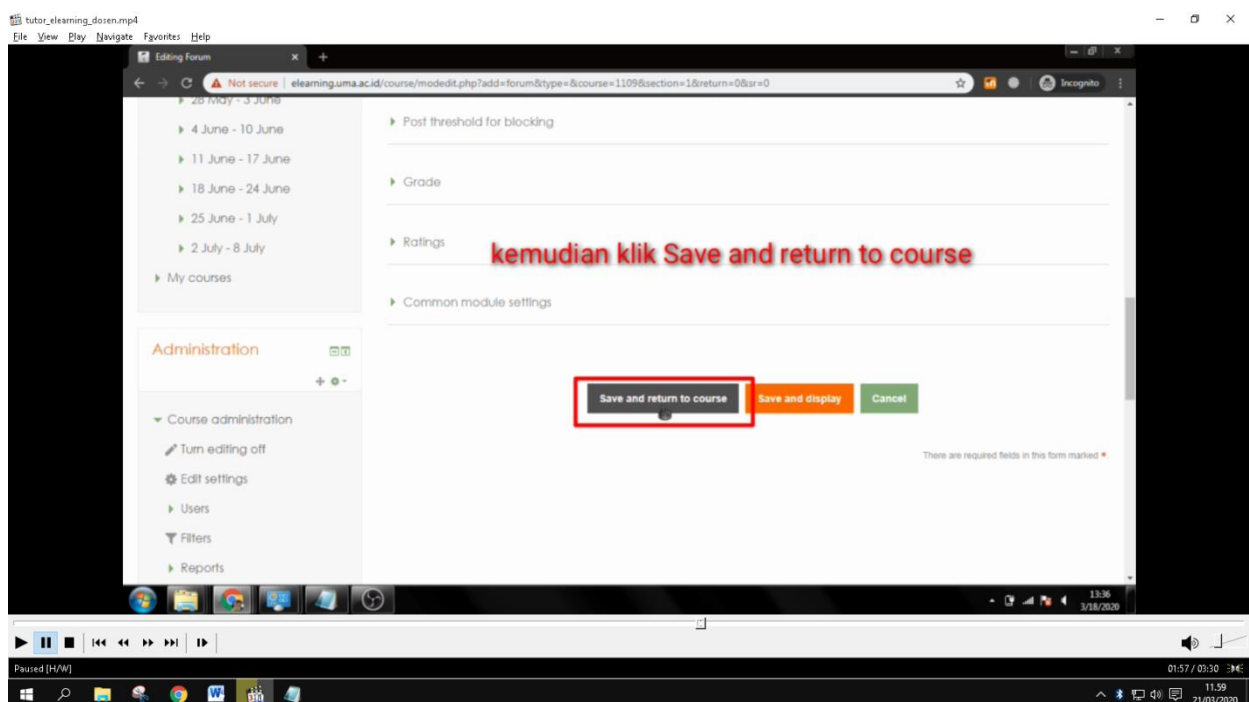 tutor_elearning_dosen.mp4
File View Play Navigate Favorites Help
Editing Forum
Not secure elearning.uma.ac.id/course/modedit.php?add=forum&type=&course=1109&section=1&return=0&sr=0
Incognito
28 May - 3 June
4 June - 10 June
11 June - 17 June
18 June - 24 June
25 June - 1 July
2 July - 8 July
My courses
Administration
Course administration
Turn editing off
Edit settings
Users
Filters
Reports
Post threshold for blocking
Grade
Ratings
kemudian klik Save and return to course
Common module settings
Save and return to course Save and display Cancel
There are required fields in this form marked *
13:36
3/18/2020
Paused [H/W]
01:57 / 03:30
11.59
21/03/2020